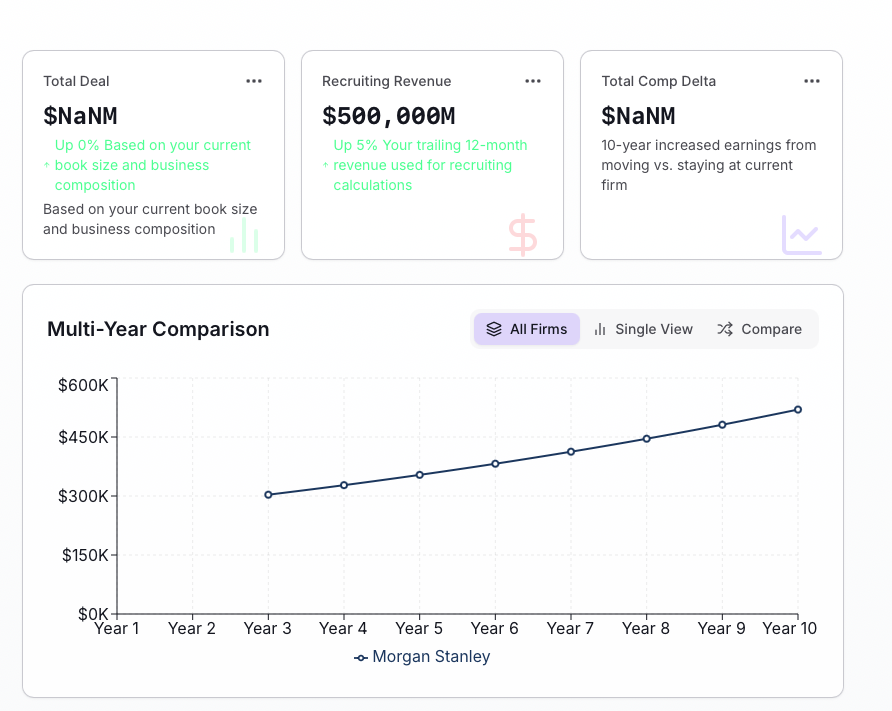 Total Deal
$NaNM
Up 0% Based on your current
book size and business
composition
Based on your current book size
and business composition
Recruiting Revenue
$500,000M
Up 5% Your trailing 12-month
revenue used for recruiting
calculations
Total Comp Delta
$NaNM
10-year increased earnings from
moving vs. staying at current
firm
Multi-Year Comparison
All Firms
Single View
Compare
$600K
$450K
$300K
$150K
$0K
Year 1 Year 2 Year 3 Year 4 Year 5 Year 6 Year 7 Year 8 Year 9 Year 10
Morgan Stanley